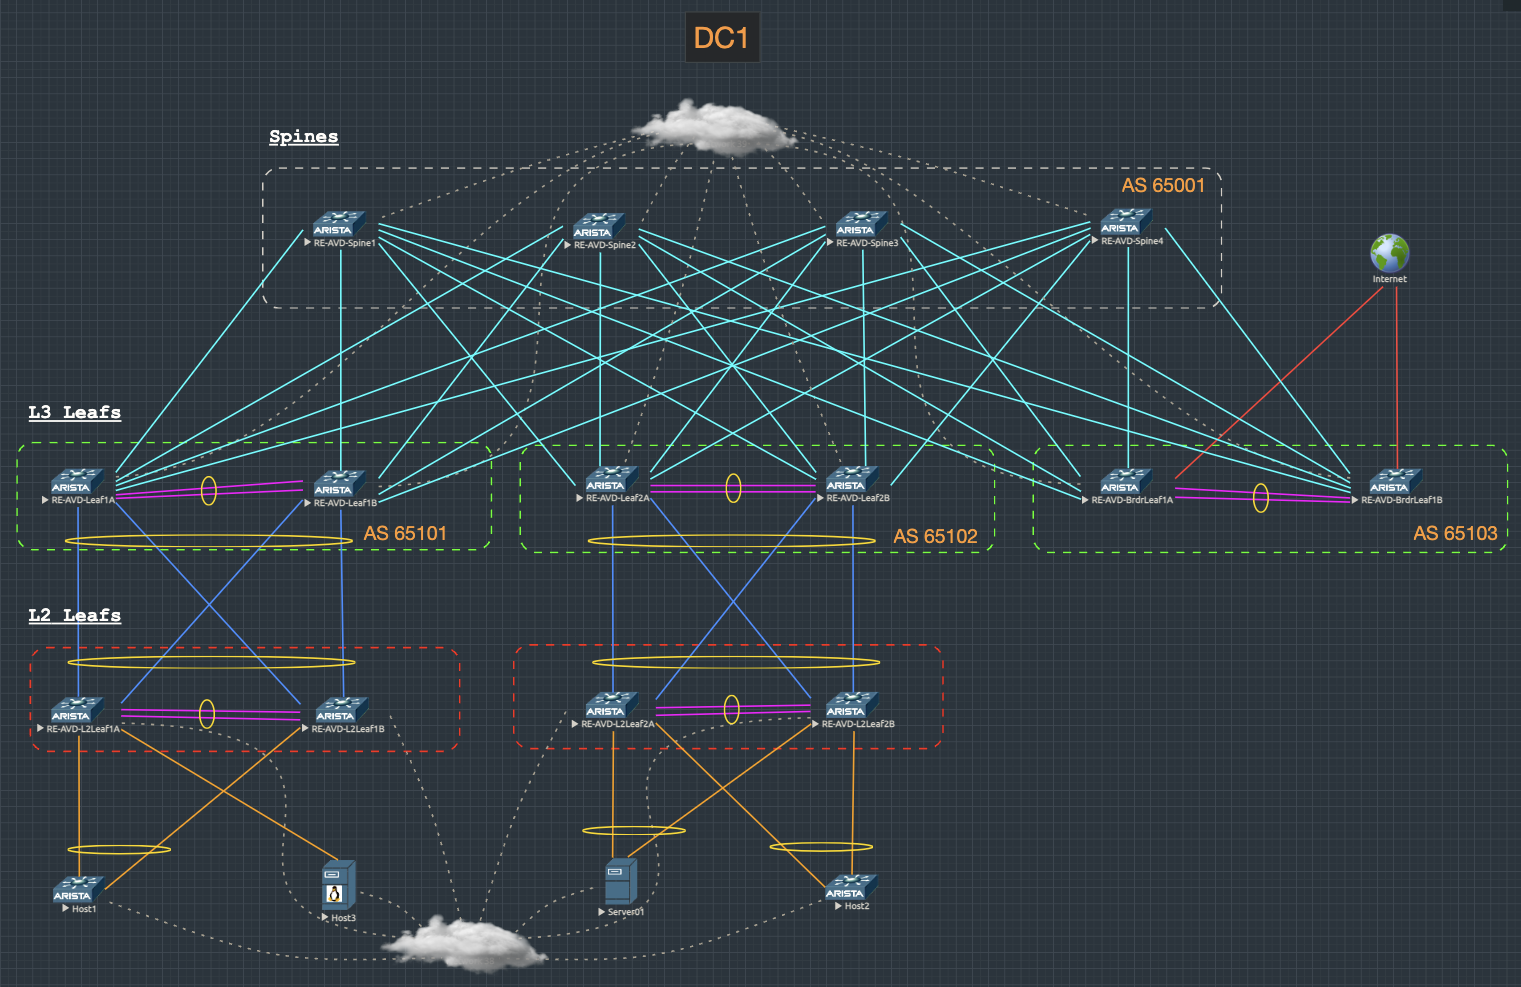 DC1
Spines
AS 65001
ARISTA
RE-AVD-Spine1
ARISTA
RE-AVD-Spine2
ARISTA
RE-AVD-Spine3
ARISTA
RE-AVD-Spine4
Internet
L3 Leafs
ARISTA
RE-AVD-Leaf1A
ARISTA
RE-AVD-Leaf1B
ARISTA
RE-AVD-Leaf2A
ARISTA
RE-AVD-Leaf2B
ARISTA
RE-AVD-BrdrLeaf1A
ARISTA
RE-AVD-BrdrLeaf1B
AS 65101
AS 65102
AS 65103
L2 Leafs
ARISTA
RE-AVD-L2Leaf1A
ARISTA
RE-AVD-L2Leaf1B
ARISTA
RE-AVD-L2Leaf2A
ARISTA
RE-AVD-L2Leaf2B
ARISTA
Host1
Host3
Server01
ARISTA
Host2